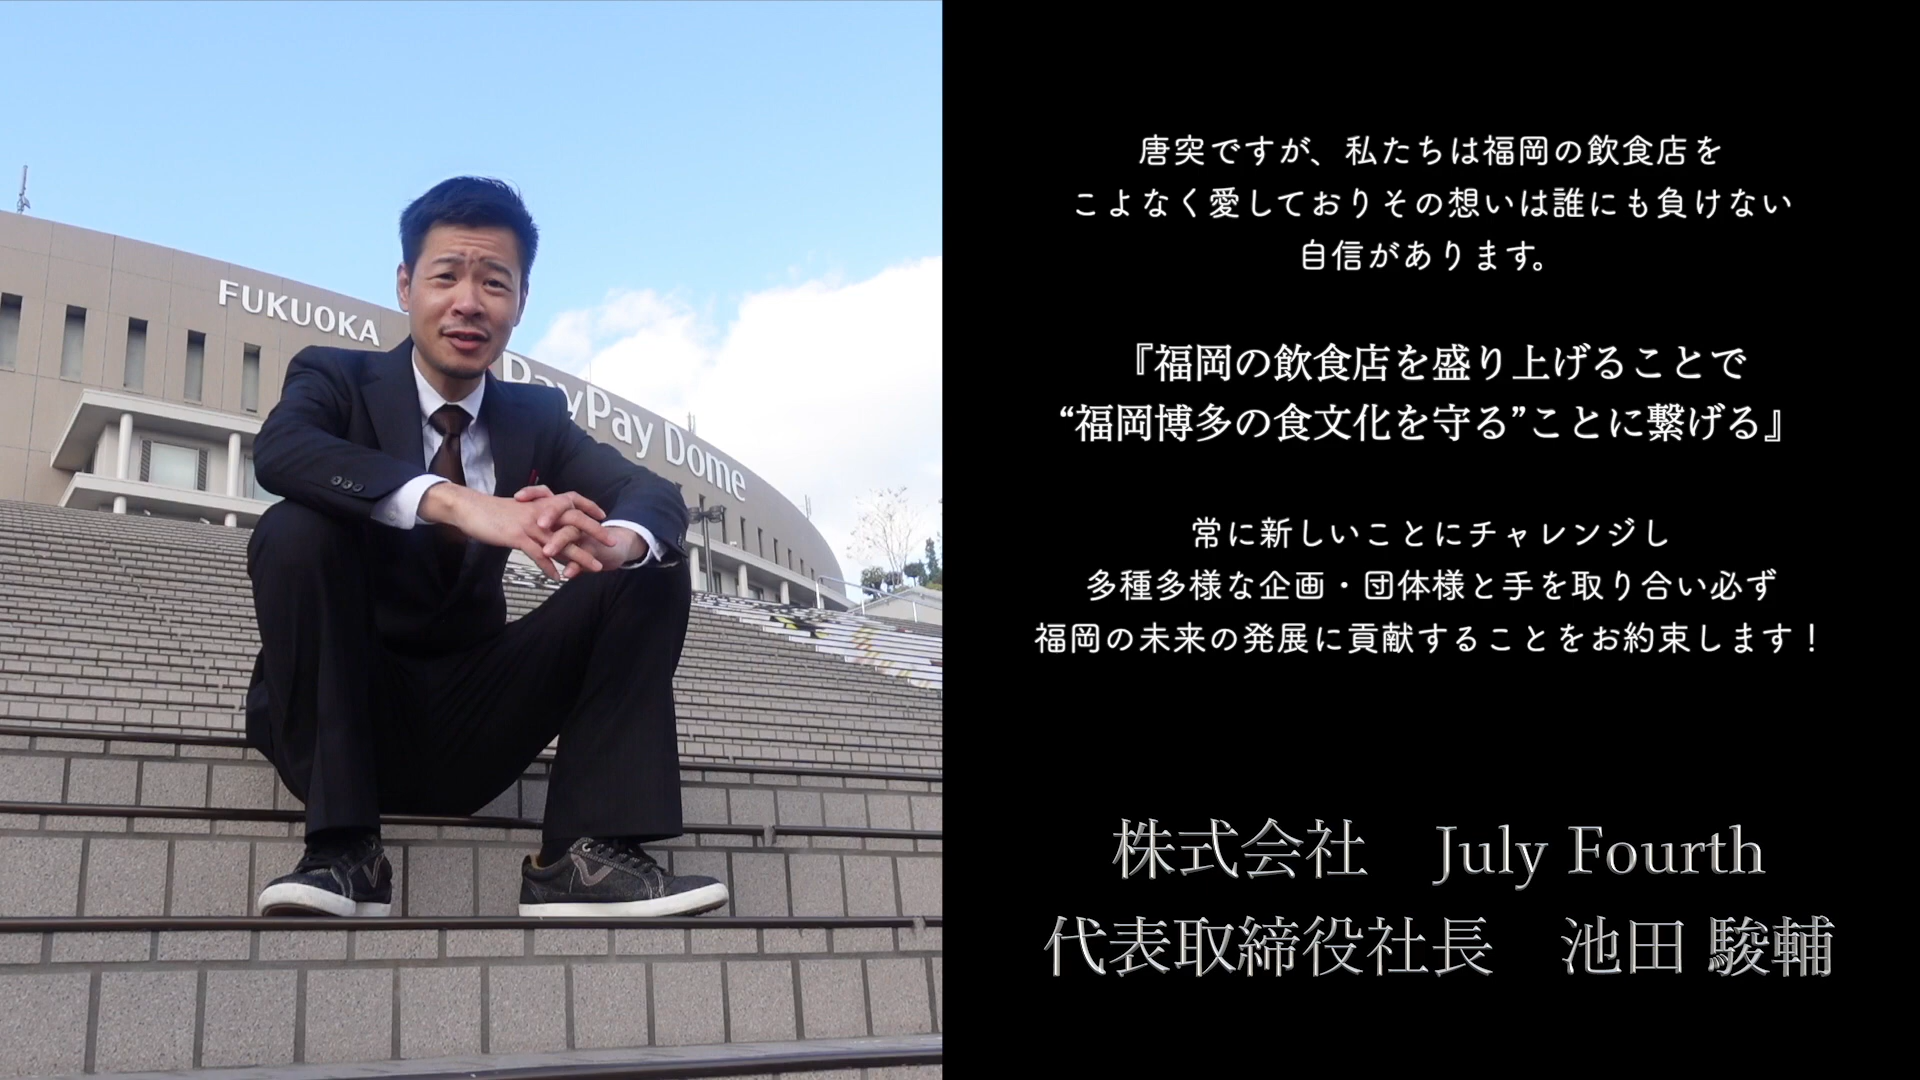 FUKUOKA
PayPay Dome
唐突ですが、私たちは福岡の飲食店を
こよなく愛しておりその想いは誰にも負けない
自信があります。
『福岡の飲食店を盛り上げることで
“福岡博多の食文化を守る”ことに繋げる』
常に新しいことにチャレンジし
多種多様な企画・団体様と手を取り合い必ず
福岡の未来の発展に貢献することをお約束します！
株式会社　July Fourth
代表取締役社長　池田 駿輔